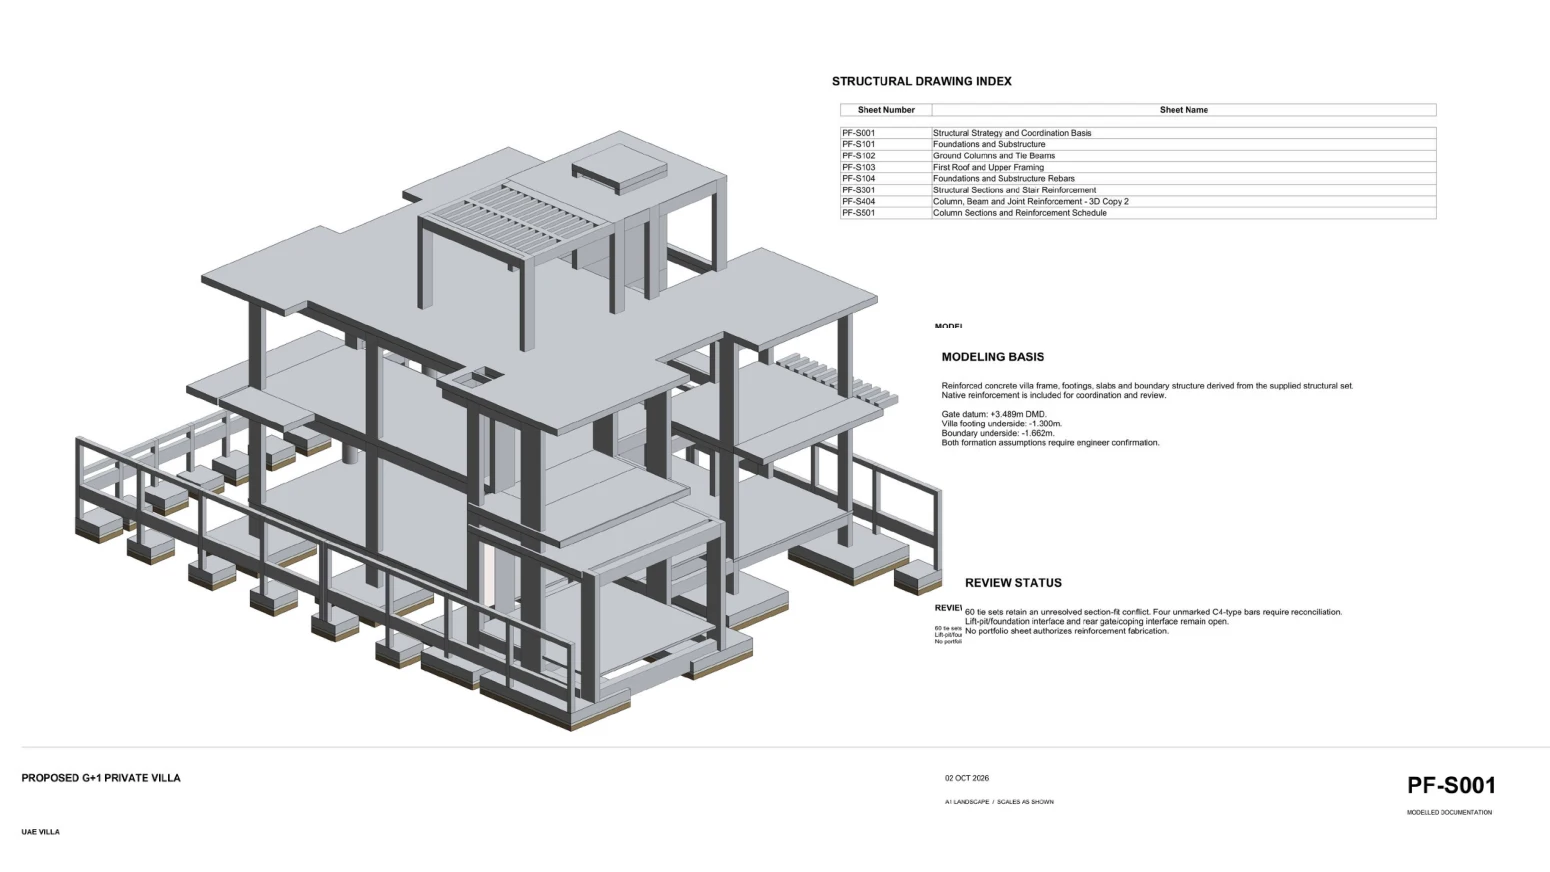 STRUCTURAL DRAWING INDEX
Sheet Number Sheet Name
PF-S001 Structural Strategy and Coordination Basis
PF-S101 Foundations and Substructure
PF-S102 Ground Columns and Tie Beams
PF-S103 First Roof and Upper Framing
PF-S104 Foundations and Substructure Rebars
PF-S301 Structural Sections and Stair Reinforcement
PF-S404 Column, Beam and Joint Reinforcement - 3D Copy 2
PF-S501 Column Sections and Reinforcement Schedule
MODELING BASIS
Reinforced concrete villa frame, footings, slabs and boundary structure derived from the supplied structural set.
Native reinforcement is included for coordination and review.
Gate datum: +3.489m DMD.
Villa footing underside: -1.300m.
Boundary underside: -1.662m.
Both formation assumptions require engineer confirmation.
REVIEW STATUS
60 tie sets retain an unresolved section-fit conflict. Four unmarked C4-type bars require reconciliation.
Lift-pit/foundation interface and rear gate/coping interface remain open.
No portfolio sheet authorizes reinforcement fabrication.
60 tie sets
PROPOSED G+1 PRIVATE VILLA
UAE VILLA
02 OCT 2026
A1 LANDSCAPE / SCALES AS SHOWN
PF-S001
MODELLED DOCUMENTATION